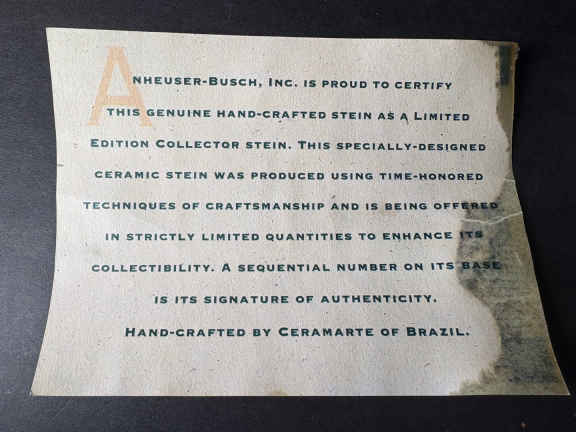 Anheuser-Busch, Inc. is proud to certify
this genuine hand-crafted stein as a Limited
Edition Collector stein. This specially-designed
ceramic stein was produced using time-honored
techniques of craftsmanship and is being offered
in strictly limited quantities to enhance its
collectibility. A sequential number on its base
is its signature of authenticity.
Hand-crafted by Ceramarte of Brazil.